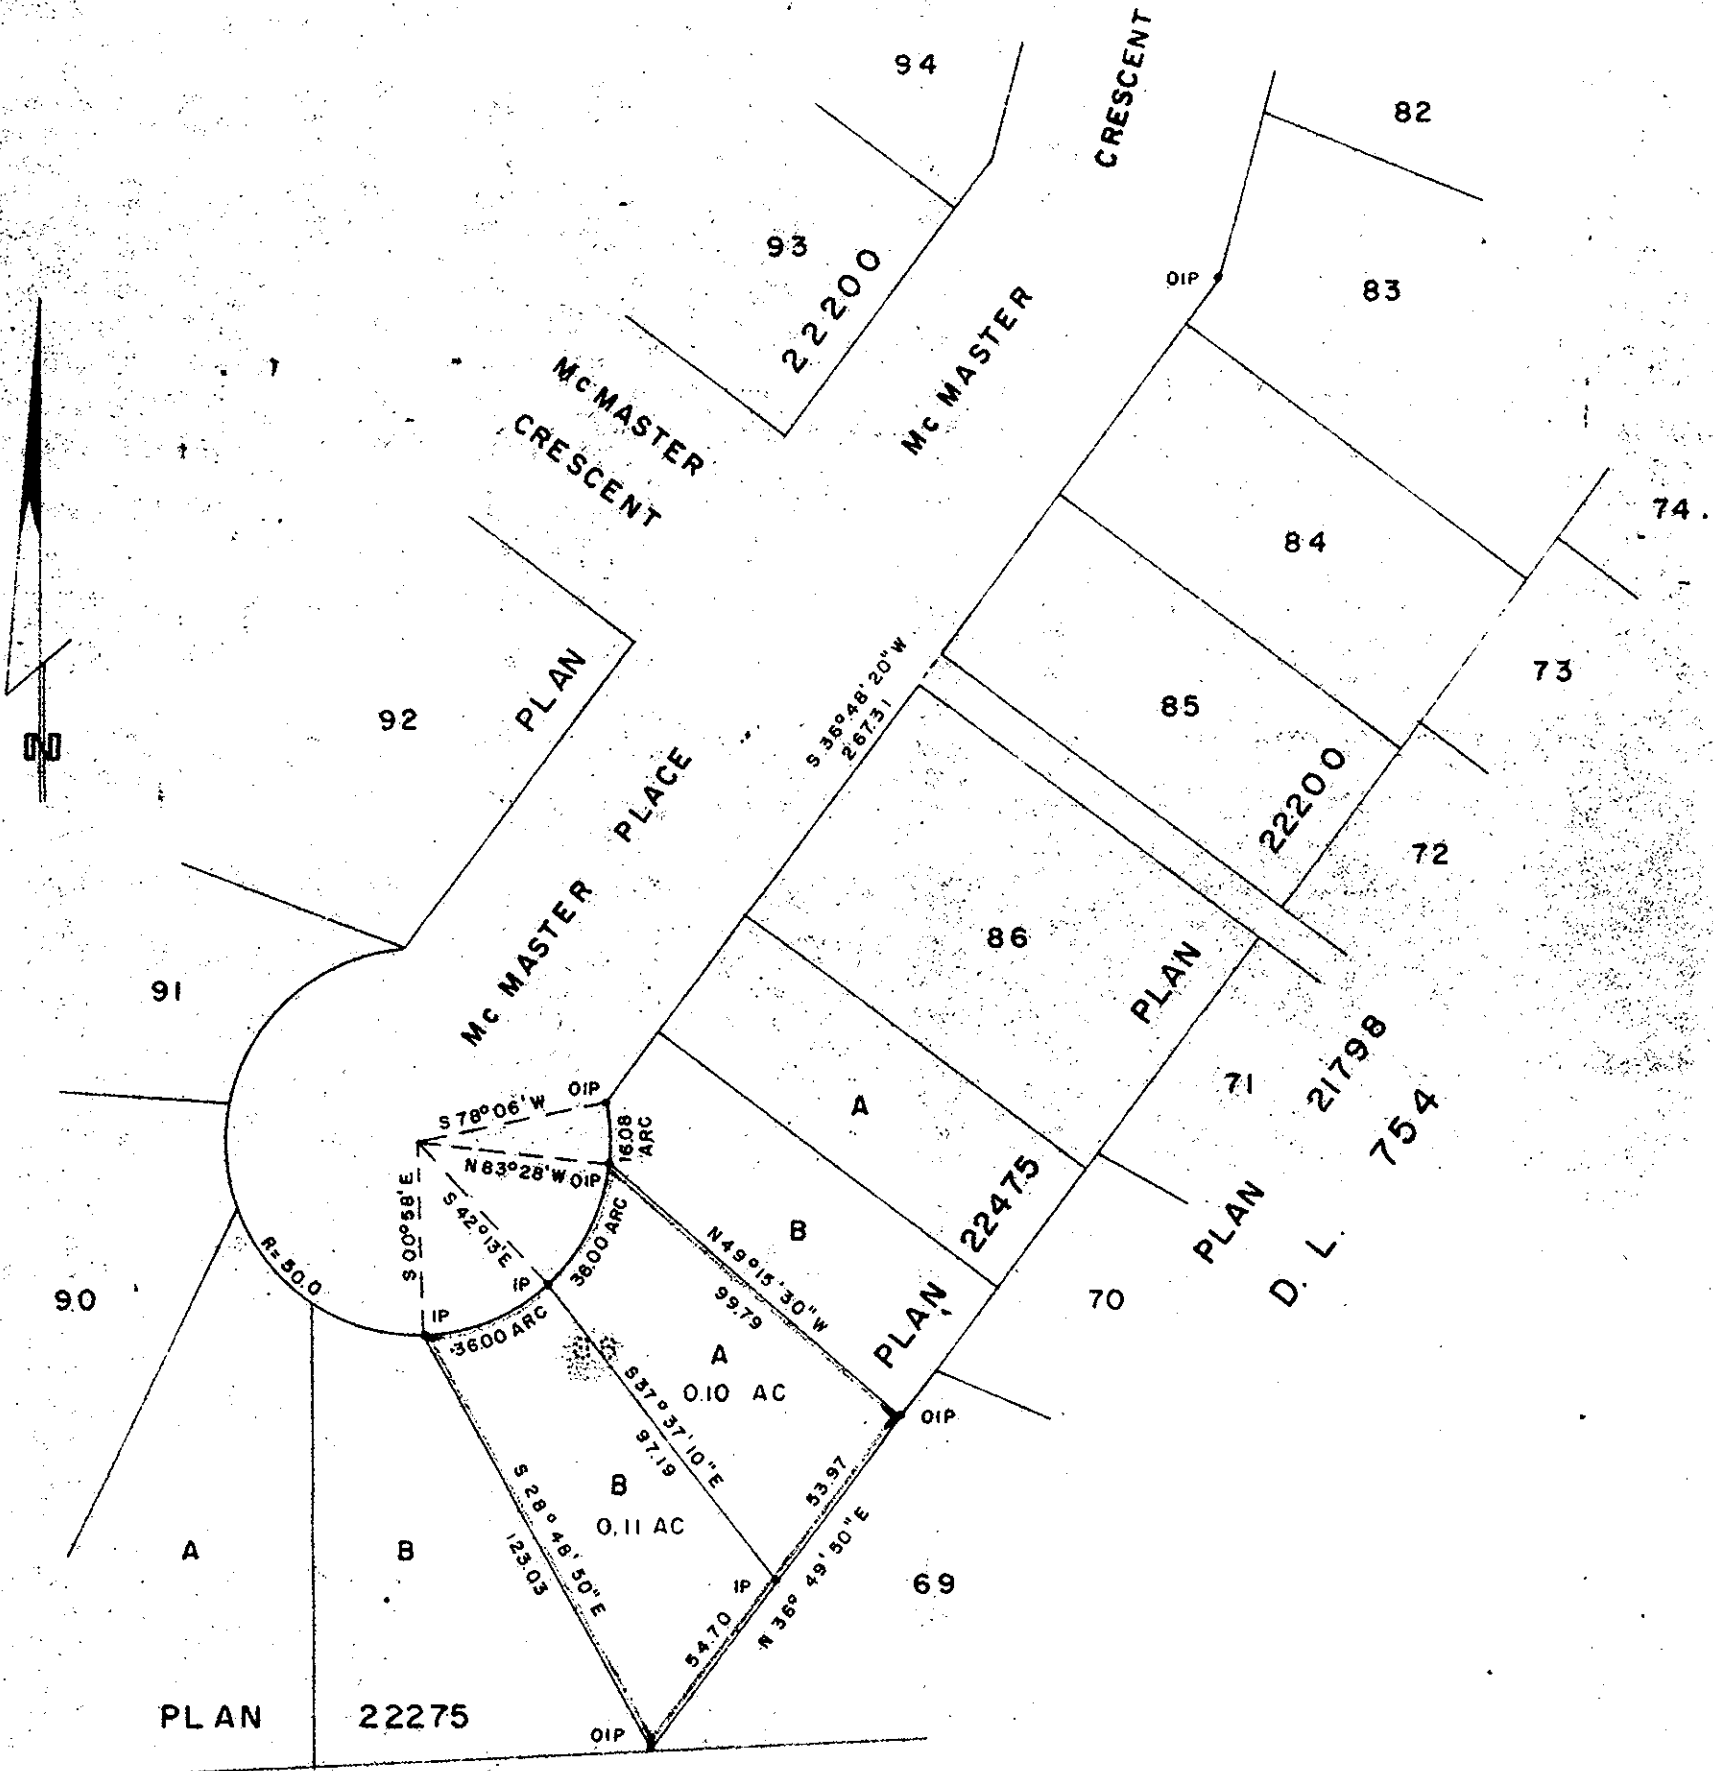 94
CRESCENT
82
93
22200
OIP
83
McMASTER
CRESCENT
McMASTER
74
84
N
92
PLAN
S 36°48'20"W
267.31
73
85
PLACE
22200
72
86
PLAN
91
McMASTER
71
21798
754
OIP
S 78°06'W
16.08
ARC
A
N 83°28'W
OIP
S 00°58'E
S 42°13'E
36.00 ARC
22475
PLAN
D. L.
B
N 49°15'30"W
99.79
R= 50.0
90
IP
IP
36.00 ARC
70
PLAN
A
0.10 AC
S 37°37'10"E
97.19
OIP
53.97
B
0.11 AC
S 28°48'50"E
123.03
A
B
IP
69
N 36°49'50"E
54.70
PLAN 22275
OIP